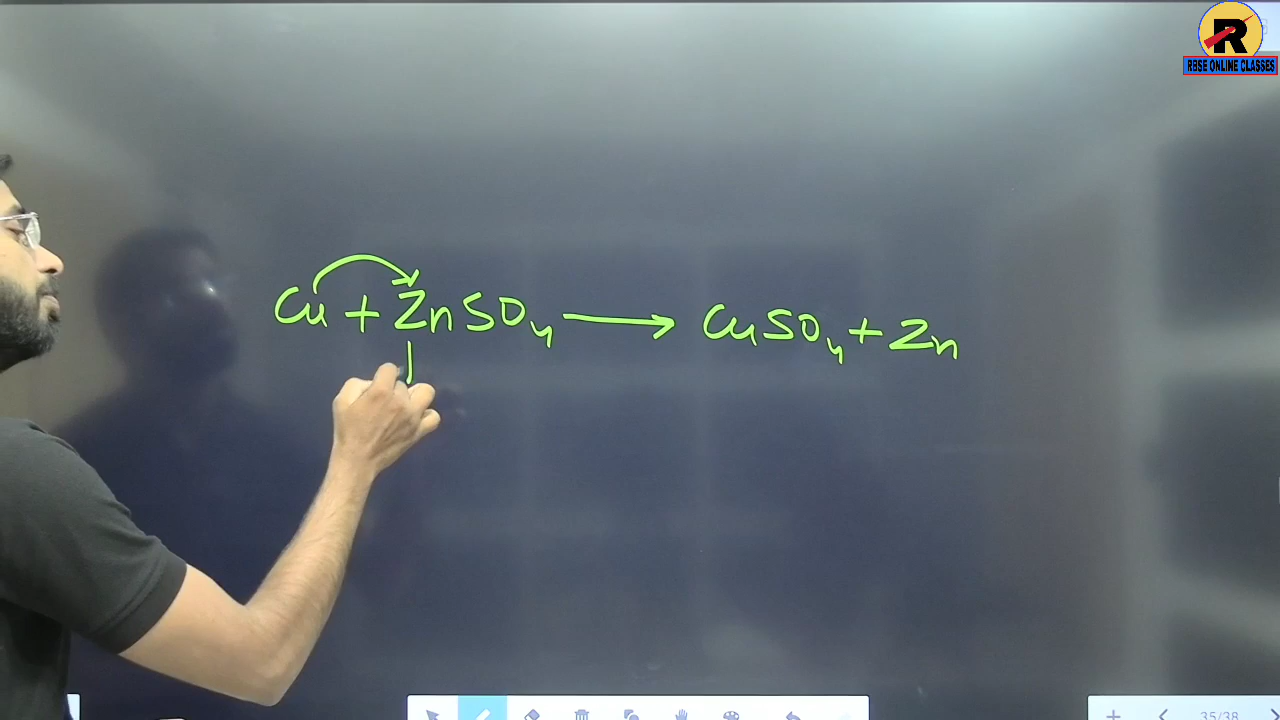 R
RBSE ONLINE CLASSES
Cu + ZnSO₄ ⟶ CuSO₄ + Zn
35/38